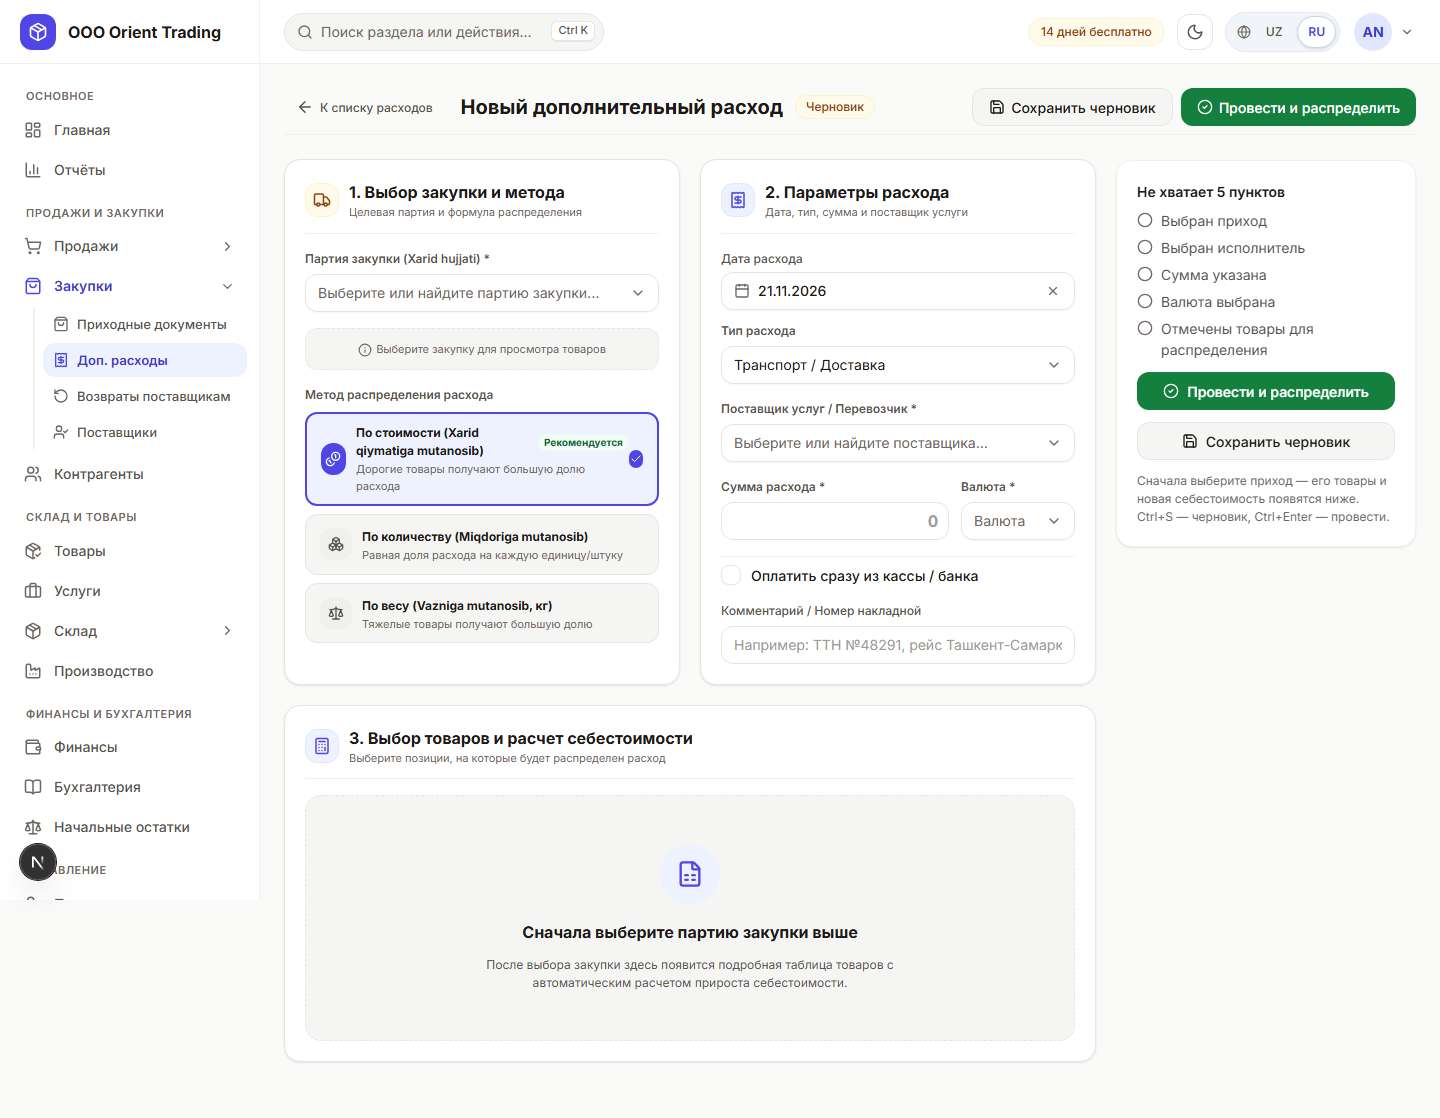 ООО Orient Trading
Поиск раздела или действия...
Ctrl K
14 дней бесплатно
UZ
RU
AN
ОСНОВНОЕ
Главная
Отчёты
ПРОДАЖИ И ЗАКУПКИ
Продажи
Закупки
Приходные документы
Доп. расходы
Возвраты поставщикам
Поставщики
Контрагенты
СКЛАД И ТОВАРЫ
Товары
Услуги
Склад
Производство
ФИНАНСЫ И БУХГАЛТЕРИЯ
Финансы
Бухгалтерия
Начальные остатки
N
К списку расходов
Новый дополнительный расход
Черновик
Сохранить черновик
Провести и распределить
1. Выбор закупки и метода
Целевая партия и формула распределения
Партия закупки (Xarid hujjati) *
Выберите или найдите партию закупки...
Выберите закупку для просмотра товаров
Метод распределения расхода
По стоимости (Xarid
qiymatiga mutanosib)
Рекомендуется
Дорогие товары получают большую долю
расхода
По количеству (Miqdoriga mutanosib)
Равная доля расхода на каждую единицу/штуку
По весу (Vazniga mutanosib, кг)
Тяжелые товары получают большую долю
2. Параметры расхода
Дата, тип, сумма и поставщик услуги
Дата расхода
21.11.2026
Тип расхода
Транспорт / Доставка
Поставщик услуг / Перевозчик *
Выберите или найдите поставщика...
Сумма расхода *
Валюта *
0
Валюта
Оплатить сразу из кассы / банка
Комментарий / Номер накладной
Например: ТТН №48291, рейс Ташкент-Самарк
Не хватает 5 пунктов
Выбран приход
Выбран исполнитель
Сумма указана
Валюта выбрана
Отмечены товары для
распределения
Провести и распределить
Сохранить черновик
Сначала выберите приход — его товары и
новая себестоимость появятся ниже.
Ctrl+S — черновик, Ctrl+Enter — провести.
3. Выбор товаров и расчет себестоимости
Выберите позиции, на которые будет распределен расход
Сначала выберите партию закупки выше
После выбора закупки здесь появится подробная таблица товаров с
автоматическим расчетом прироста себестоимости.